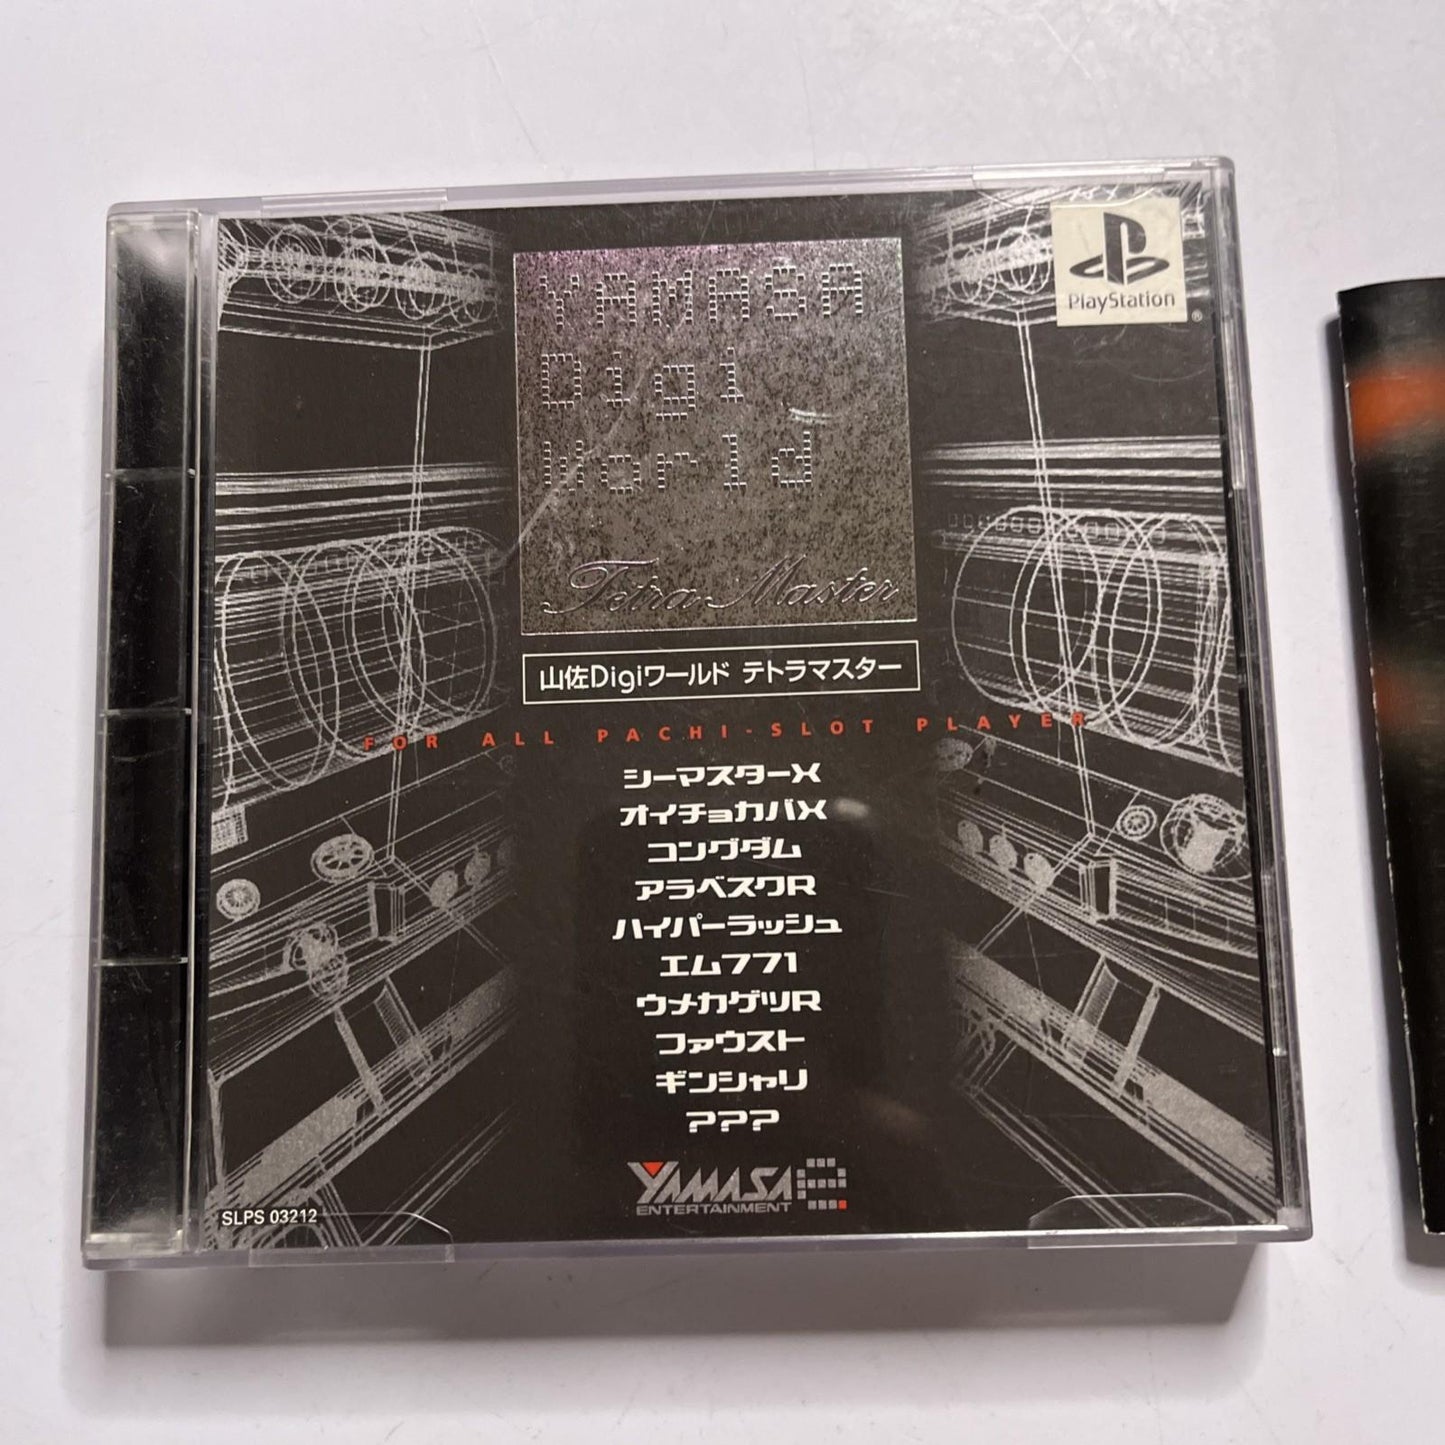 YAMASA
Digi
World
Tetra Master
PlayStation
®
山佐Digiワールド テトラマスター
FOR ALL PACHI-SLOT PLAYER
シーマスターX
オイチョカバX
コングダム
アラベスクR
ハイパーラッシュ
エム771
ウメカゲツR
ファウスト
ギンシャリ
???
YAMASA
ENTERTAINMENT
SLPS 03212